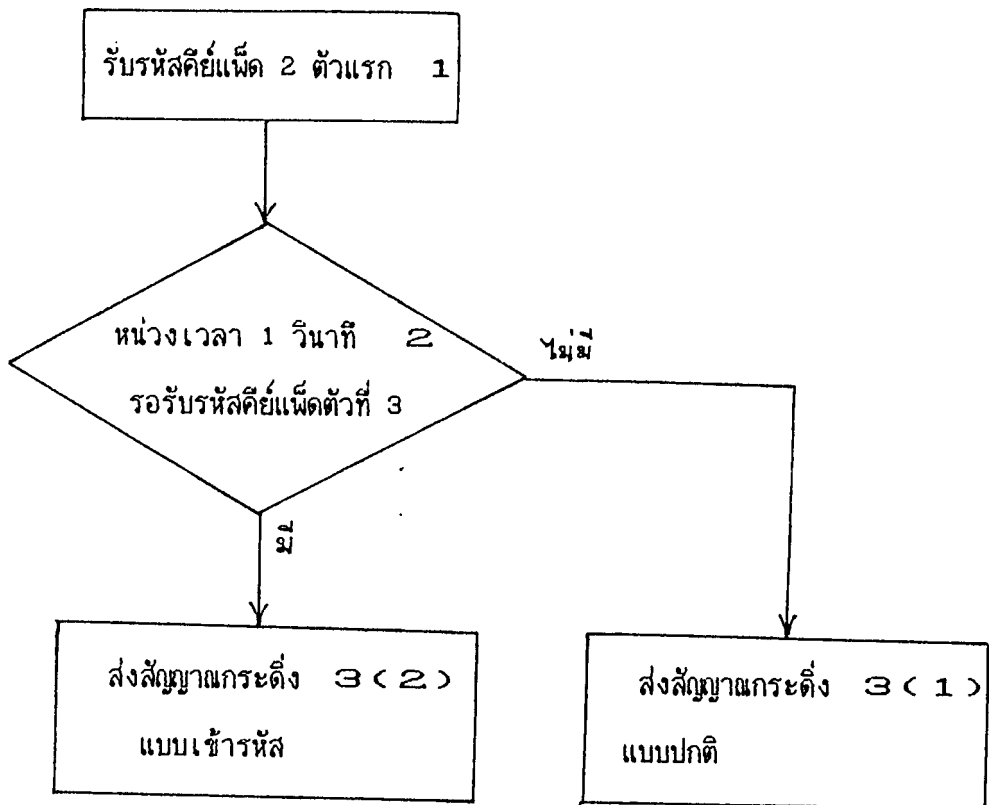 รับรหัสคีย์แพ็ด 2 ตัวแรก 1
หน่วงเวลา 1 วินาที 2
รอรับรหัสคีย์แพ็ดตัวที่ 3
ไม่มี
มี
ส่งสัญญาณกระดิ่ง 3(2)
แบบเข้ารหัส
ส่งสัญญาณกระดิ่ง 3(1)
แบบปกติ